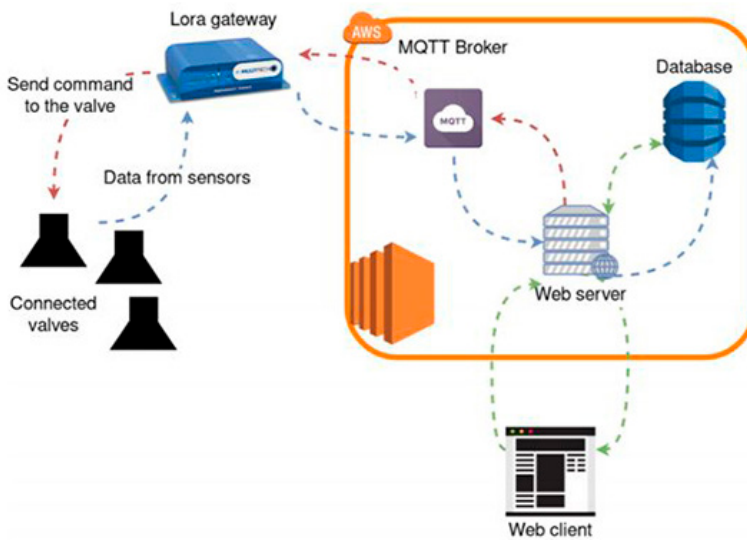 Lora gateway
AWS
MQTT Broker
Database
Send command
to the valve
MQTT
Data from sensors
Connected
valves
Web server
Web client